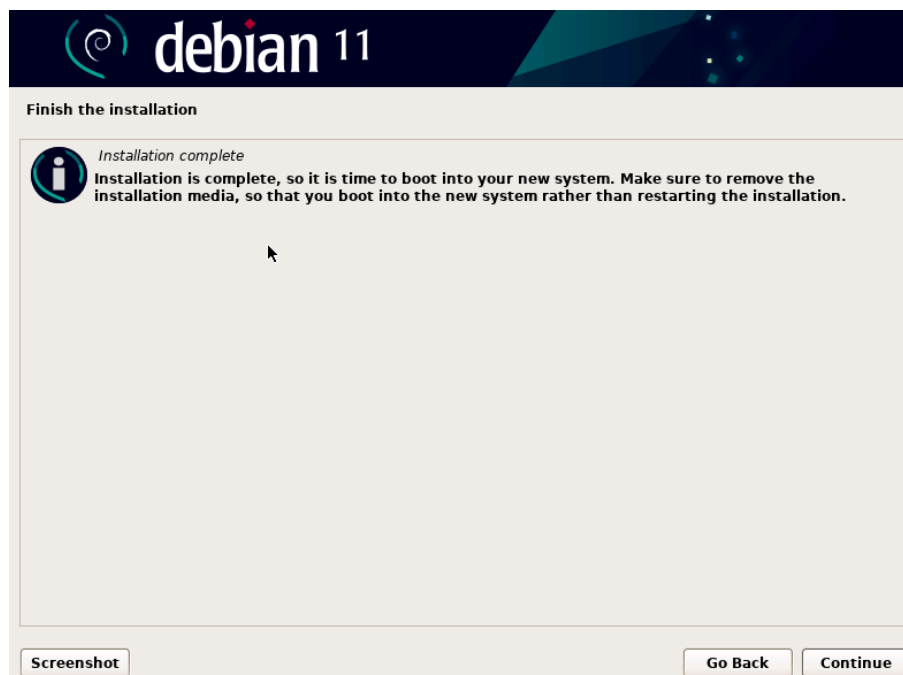 debian 11
Finish the installation
Installation complete
Installation is complete, so it is time to boot into your new system. Make sure to remove the
installation media, so that you boot into the new system rather than restarting the installation.
Screenshot Go Back Continue